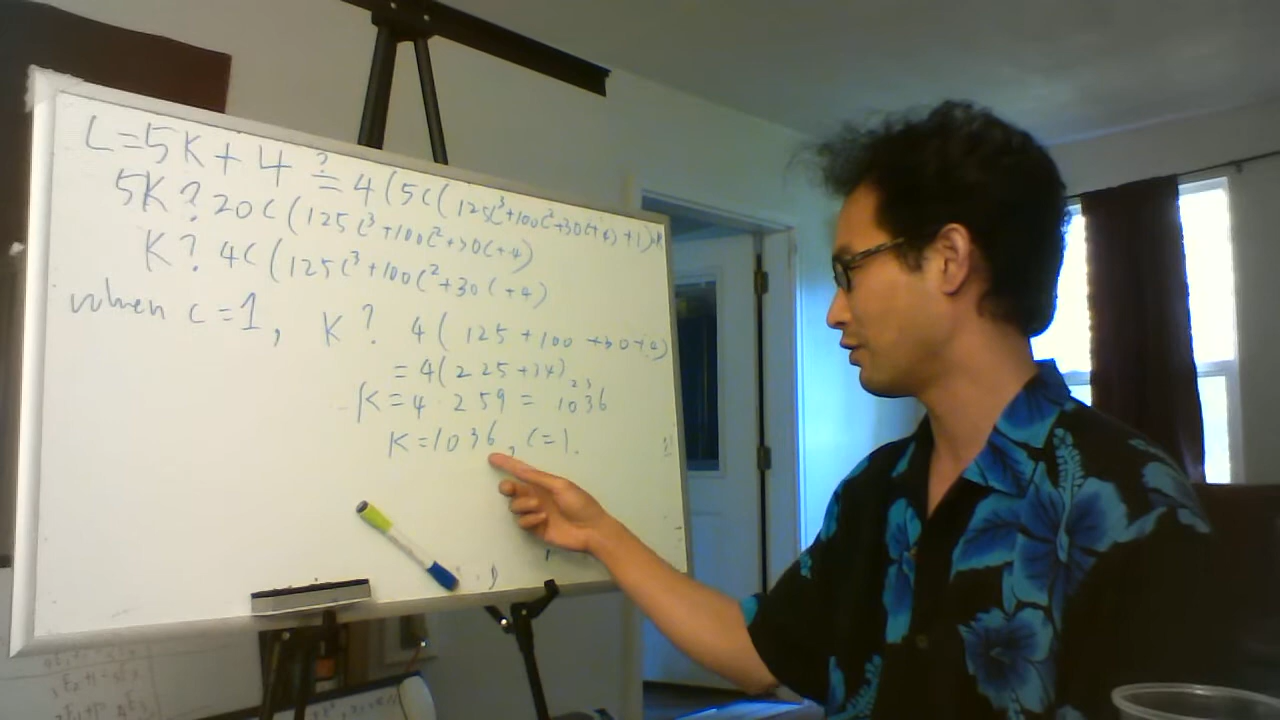 L=5K+4 ?= 4(5c(125c³+100c²+30c+4)+1)
5K ? 20c(125c³+100c²+30c+4)
K ? 4c(125c³+100c²+30c+4)
when c=1, K ? 4(125+100+30+4)
=4(225+34)
K=4·259=1036
K=1036, c=1.